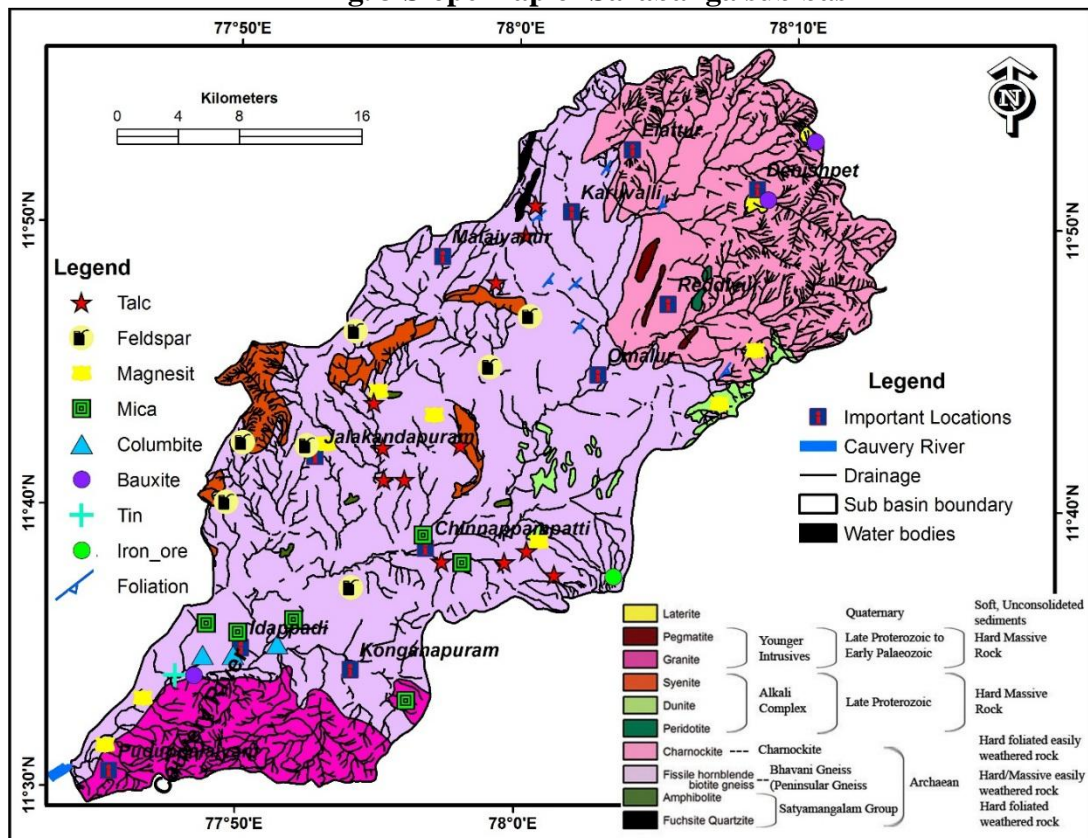 77°50'E
78°0'E
78°10'E
Kilometers
0 4 8 16
N
11°50'N
11°40'N
11°30'N
11°50'N
11°40'N
Legend
Talc
Feldspar
Magnesit
Mica
Columbite
Bauxite
Tin
Iron_ore
Foliation
Elattur
Denishpet
Karuvalli
Malaiyanur
Omalur
Jalakandapuram
Chinnappampatti
Idappadi
Konganapuram
Legend
Important Locations
Cauvery River
Drainage
Sub basin boundary
Water bodies
Laterite Quaternary Soft, Unconsolideted
sediments
Pegmatite Younger Late Proterozoic to Hard Massive
Granite Intrusives Early Palaeozoic Rock
Syenite
Dunite Alkali Late Proterozoic Hard Massive
Peridotite Complex Rock
Charnockite Charnockite Hard foliated easily
weathered rock
Fissile hornblende Bhavani Gneiss Archaean Hard/Massive easily
biotite gneiss (Peninsular Gneiss weathered rock
Amphibolite Satyamangalam Group Hard foliated
Fuchsite Quartzite weathered rock
77°50'E
78°0'E
78°10'E